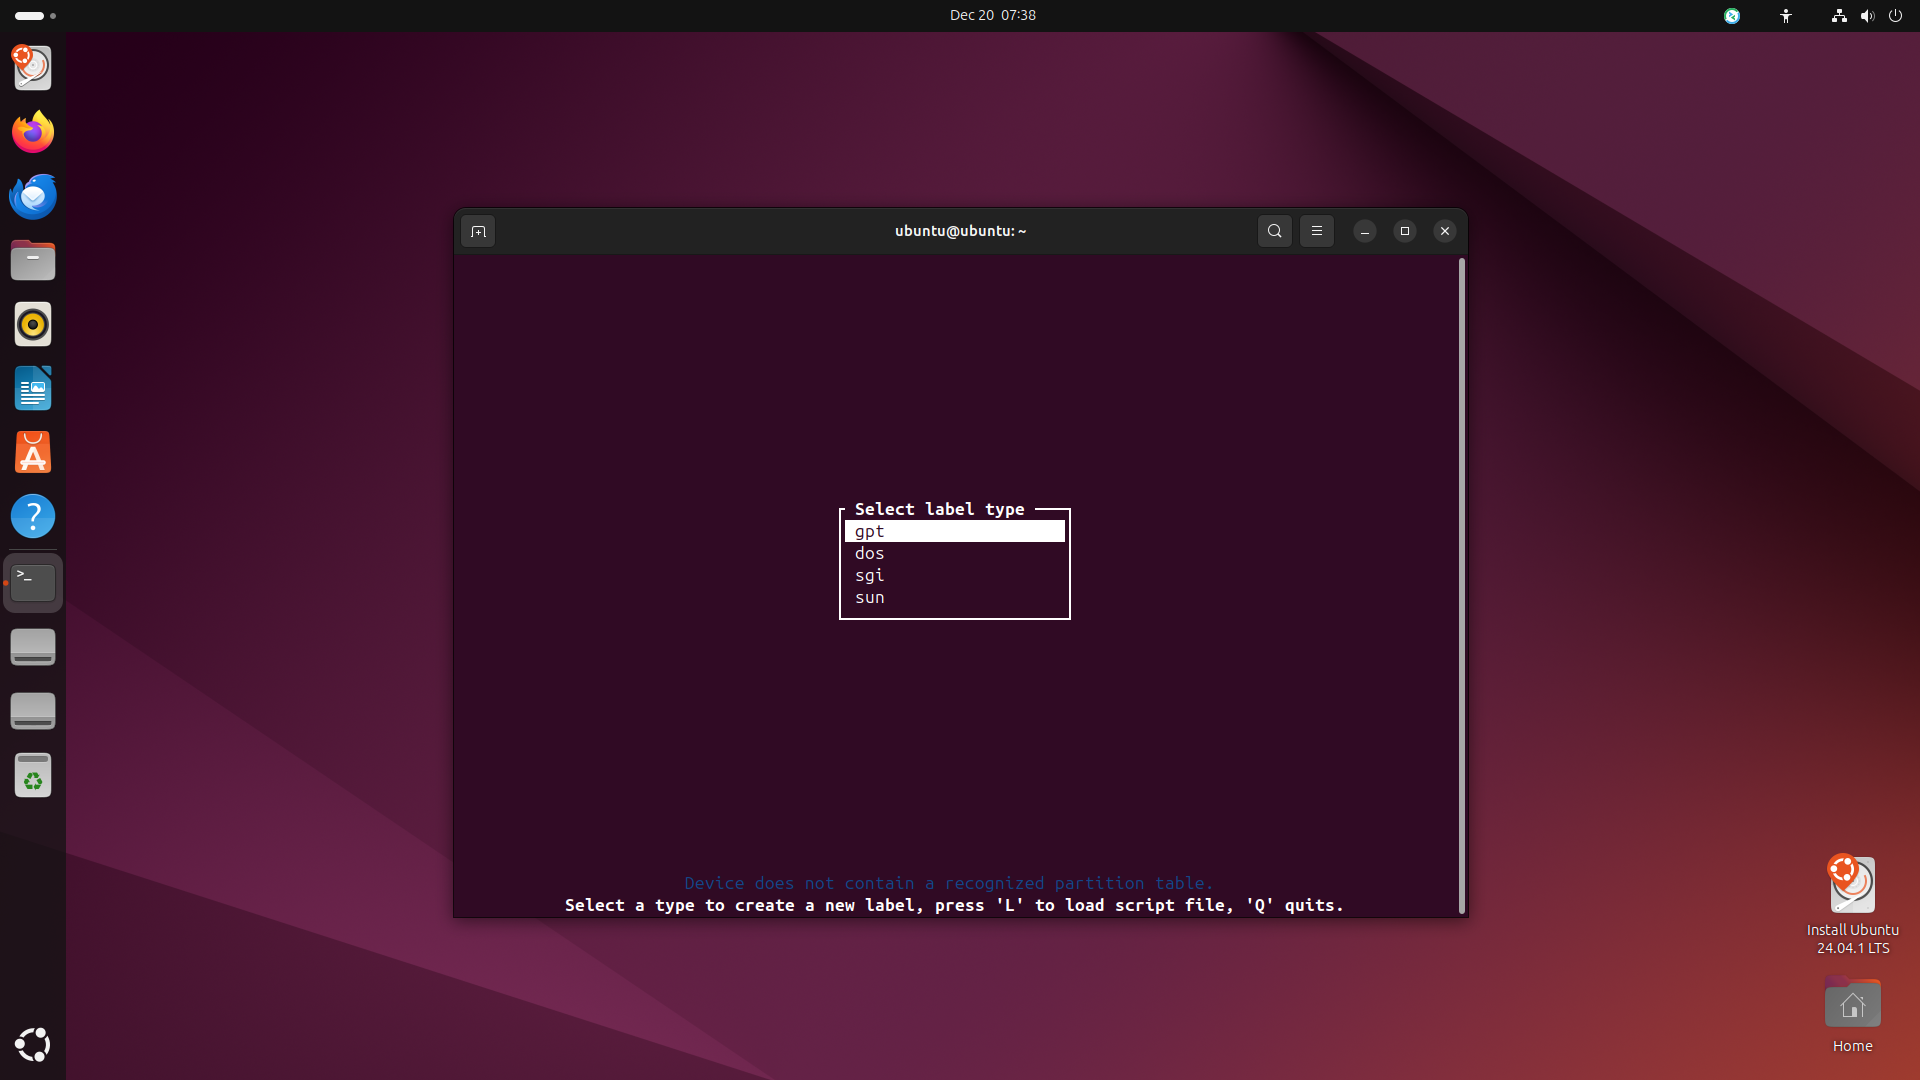 Dec 20 07:38
ubuntu@ubuntu: ~
Select label type
gpt
dos
sgi
sun
Device does not contain a recognized partition table.
Select a type to create a new label, press 'L' to load script file, 'Q' quits.
Install Ubuntu
24.04.1 LTS
Home